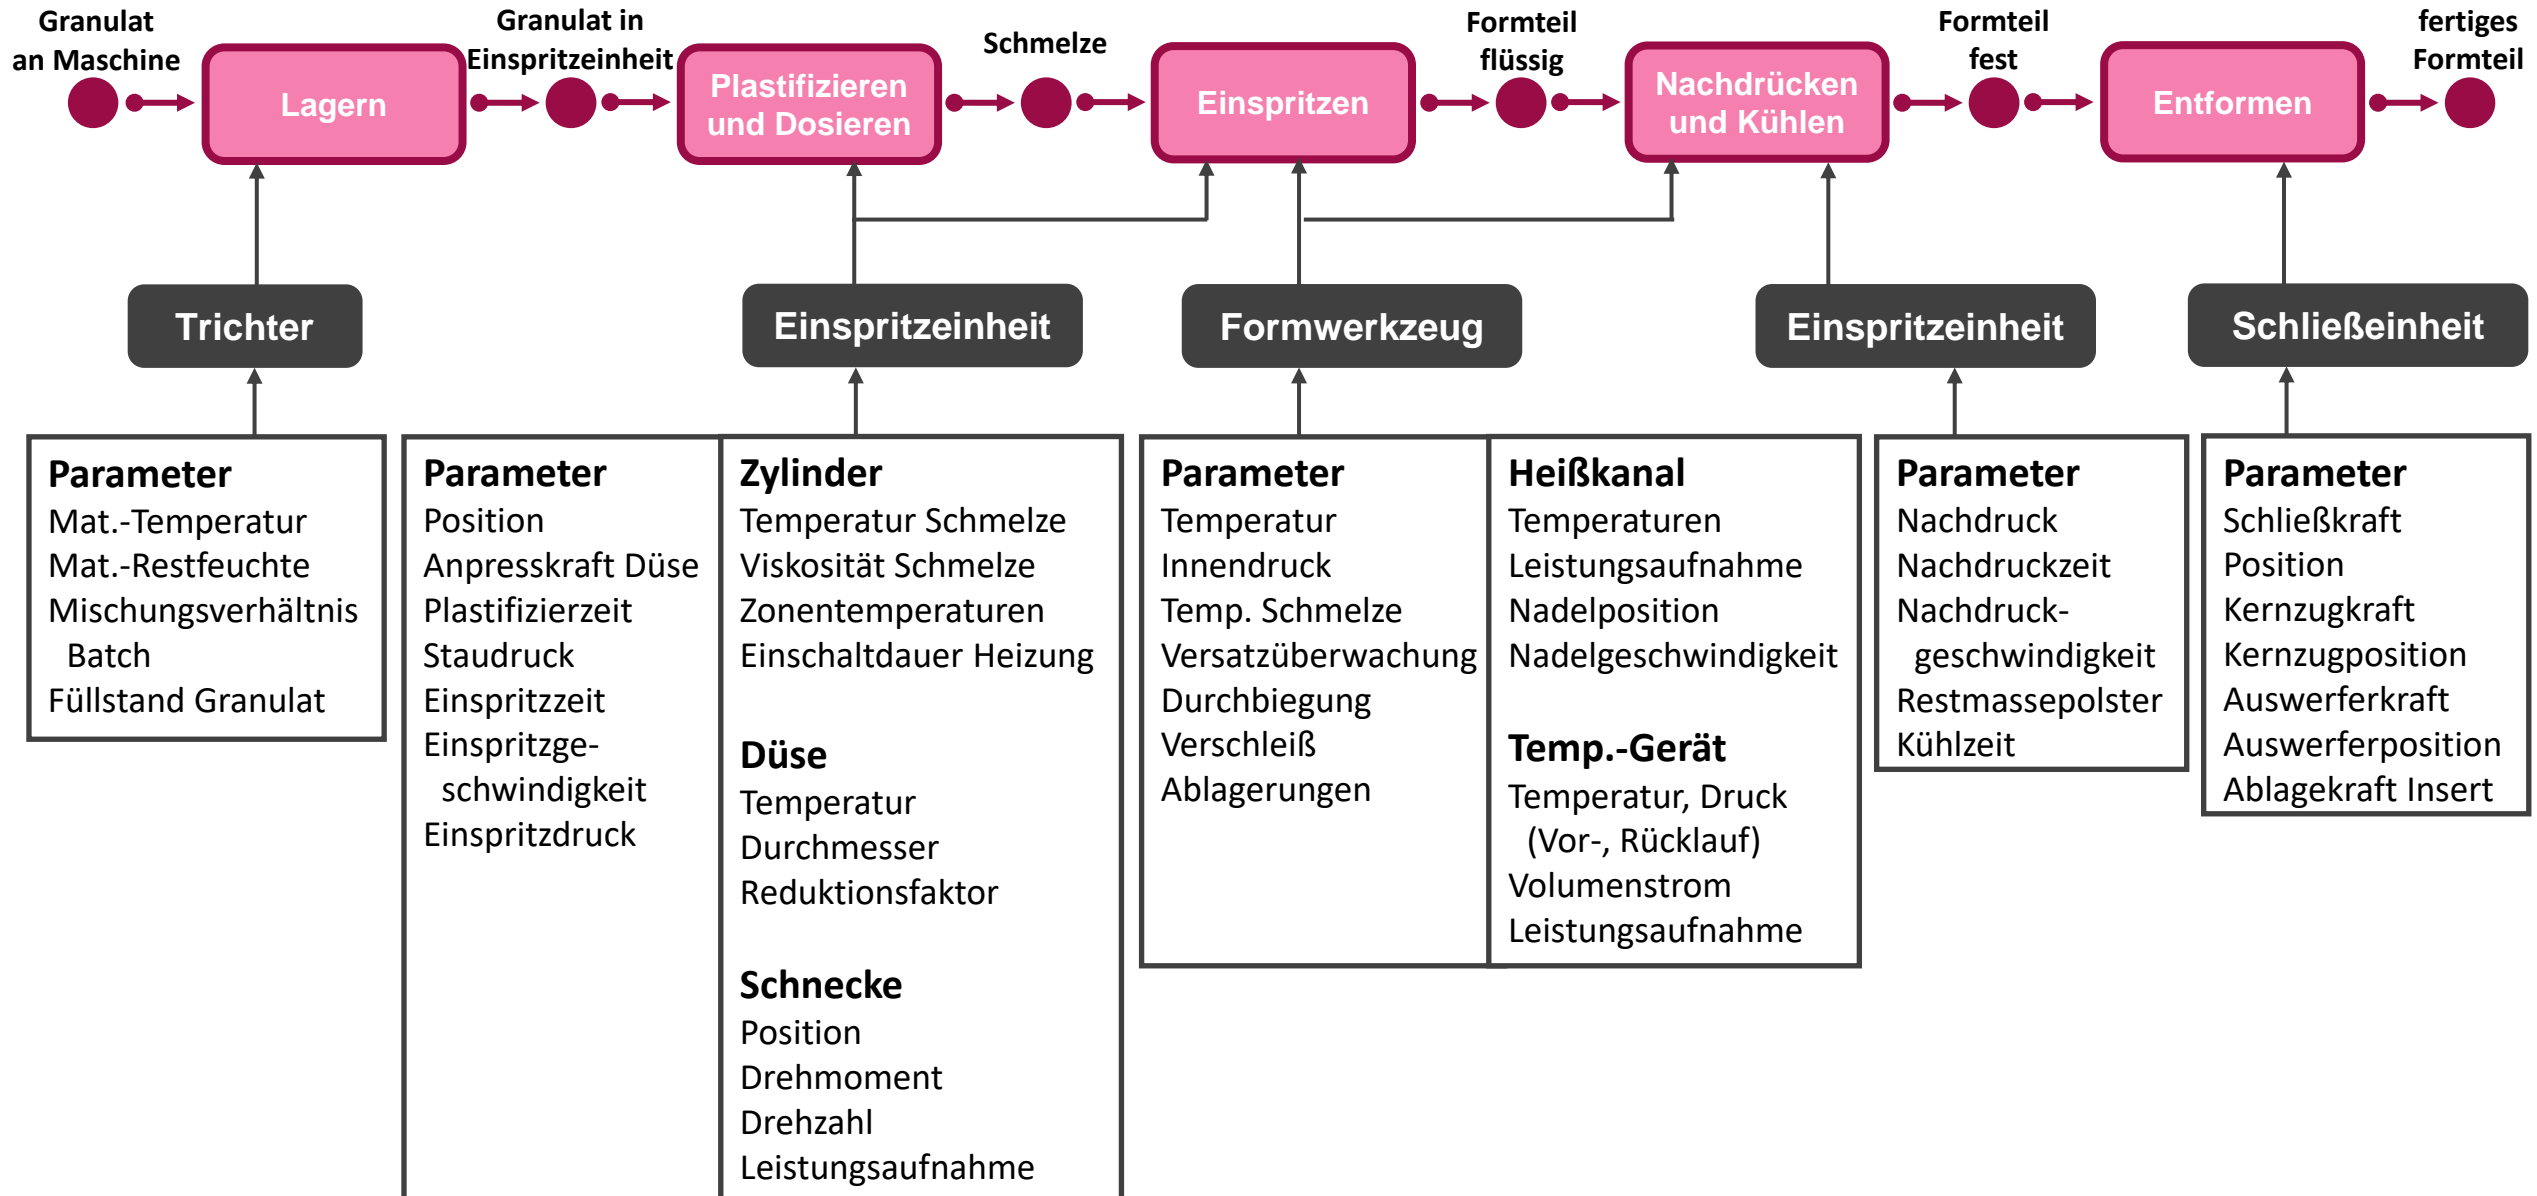 Granulat
an Maschine
Granulat in
Einspritzeinheit
Schmelze
Formteil
flüssig
Formteil
fest
fertiges
Formteil
Lagern
Plastifizieren
und Dosieren
Einspritzen
Nachdrücken
und Kühlen
Entformen
Trichter
Einspritzeinheit
Formwerkzeug
Einspritzeinheit
Schließeinheit
Parameter
Mat.-Temperatur
Mat.-Restfeuchte
Mischungsverhältnis
Batch
Füllstand Granulat
Parameter
Position
Anpresskraft Düse
Plastifizierzeit
Staudruck
Einspritzzeit
Einspritzge-
schwindigkeit
Einspritzdruck
Zylinder
Temperatur Schmelze
Viskosität Schmelze
Zonentemperaturen
Einschaltdauer Heizung
Düse
Temperatur
Durchmesser
Reduktionsfaktor
Schnecke
Position
Drehmoment
Drehzahl
Leistungsaufnahme
Parameter
Temperatur
Innendruck
Temp. Schmelze
Versatzüberwachung
Durchbiegung
Verschleiß
Ablagerungen
Heißkanal
Temperaturen
Leistungsaufnahme
Nadelposition
Nadelgeschwindigkeit
Temp.-Gerät
Temperatur, Druck
(Vor-, Rücklauf)
Volumenstrom
Leistungsaufnahme
Parameter
Nachdruck
Nachdruckzeit
Nachdruck-
geschwindigkeit
Restmassepolster
Kühlzeit
Parameter
Schließkraft
Position
Kernzugkraft
Kernzugposition
Auswerferkraft
Auswerferposition
Ablagekraft Insert